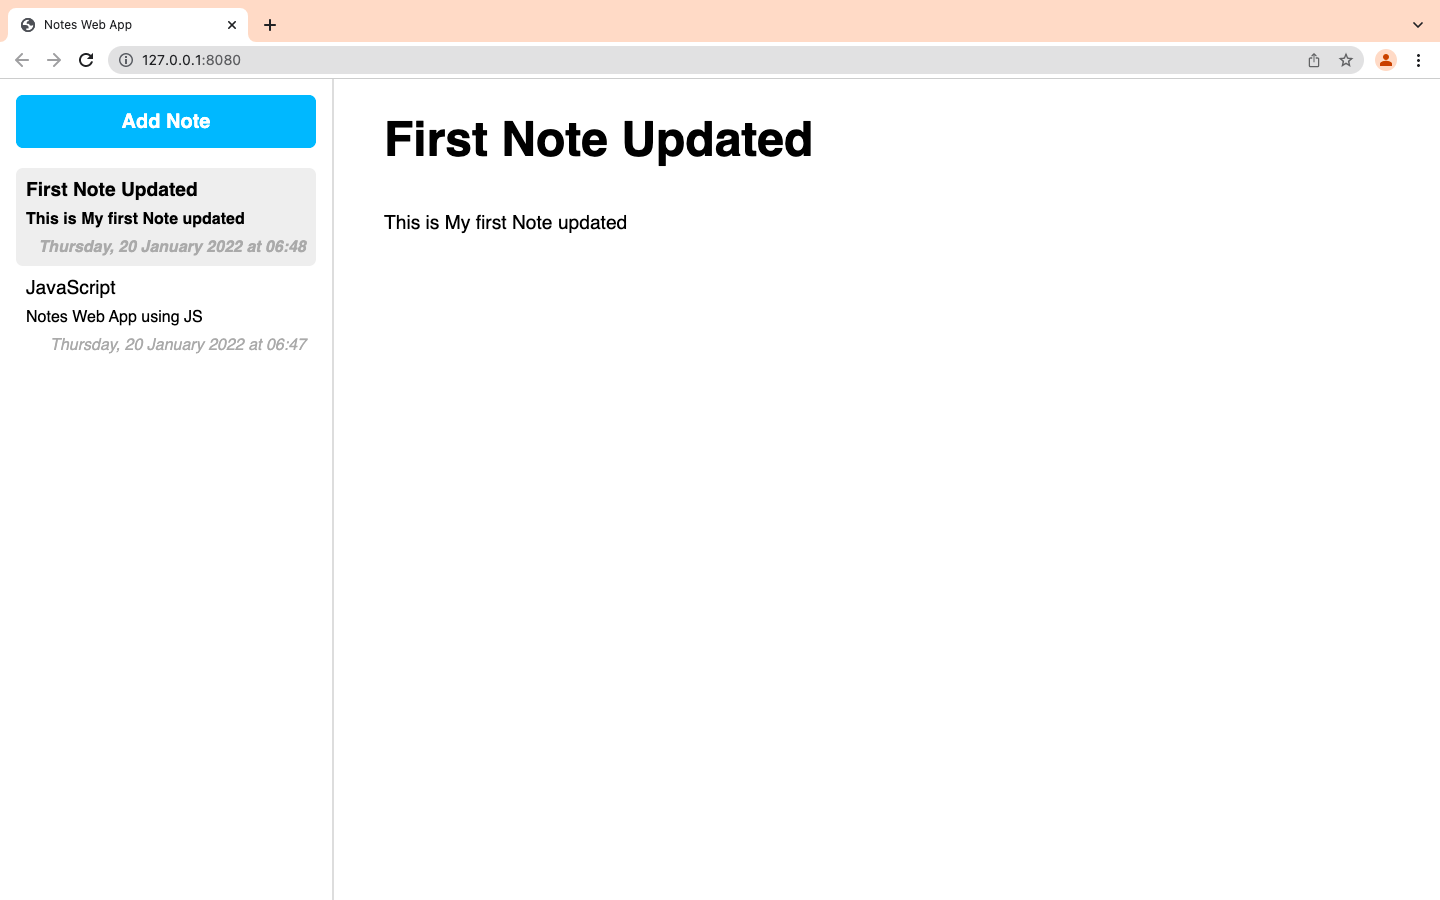 Notes Web App
127.0.0.1:8080
Add Note
First Note Updated
This is My first Note updated
Thursday, 20 January 2022 at 06:48
JavaScript
Notes Web App using JS
Thursday, 20 January 2022 at 06:47
First Note Updated
This is My first Note updated